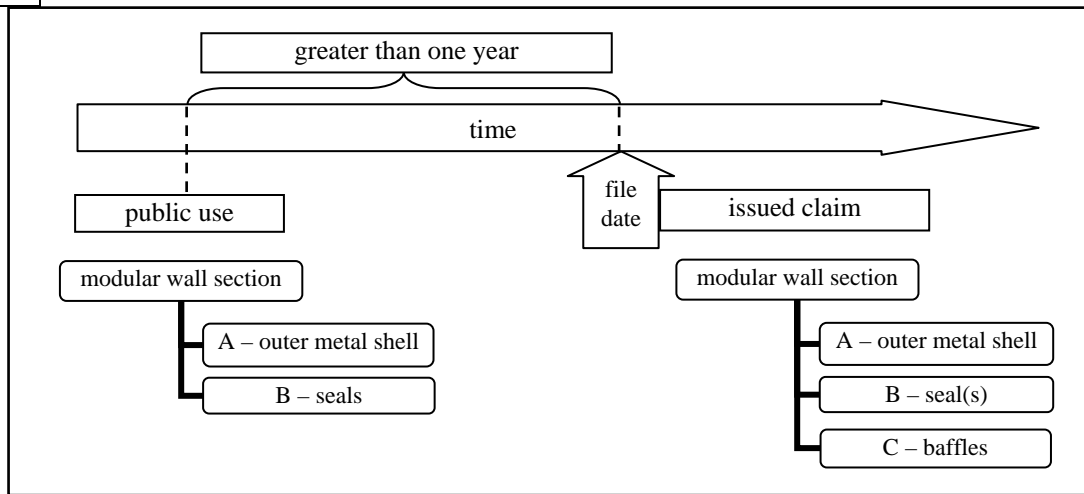 greater than one year
time
public use
file
date
issued claim
modular wall section
A – outer metal shell
B – seals
modular wall section
A – outer metal shell
B – seal(s)
C – baffles